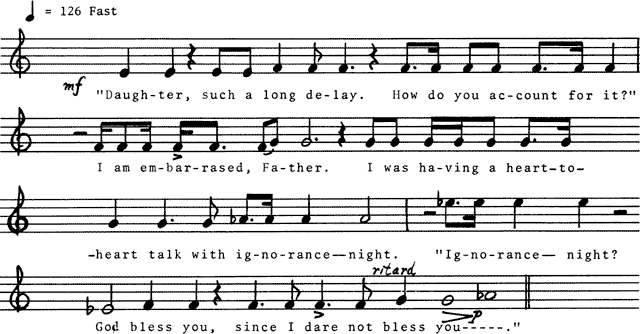 = 126 Fast
mf
"Daugh-ter, such a long de-lay. How do you ac-count for it?"
I am em-bar-rased, Fa-ther. I was ha-ving a heart-to-
-heart talk with ig-no-rance--night. "Ig-no-rance-- night?
ritard
God bless you, since I dare not bless you-----."
p